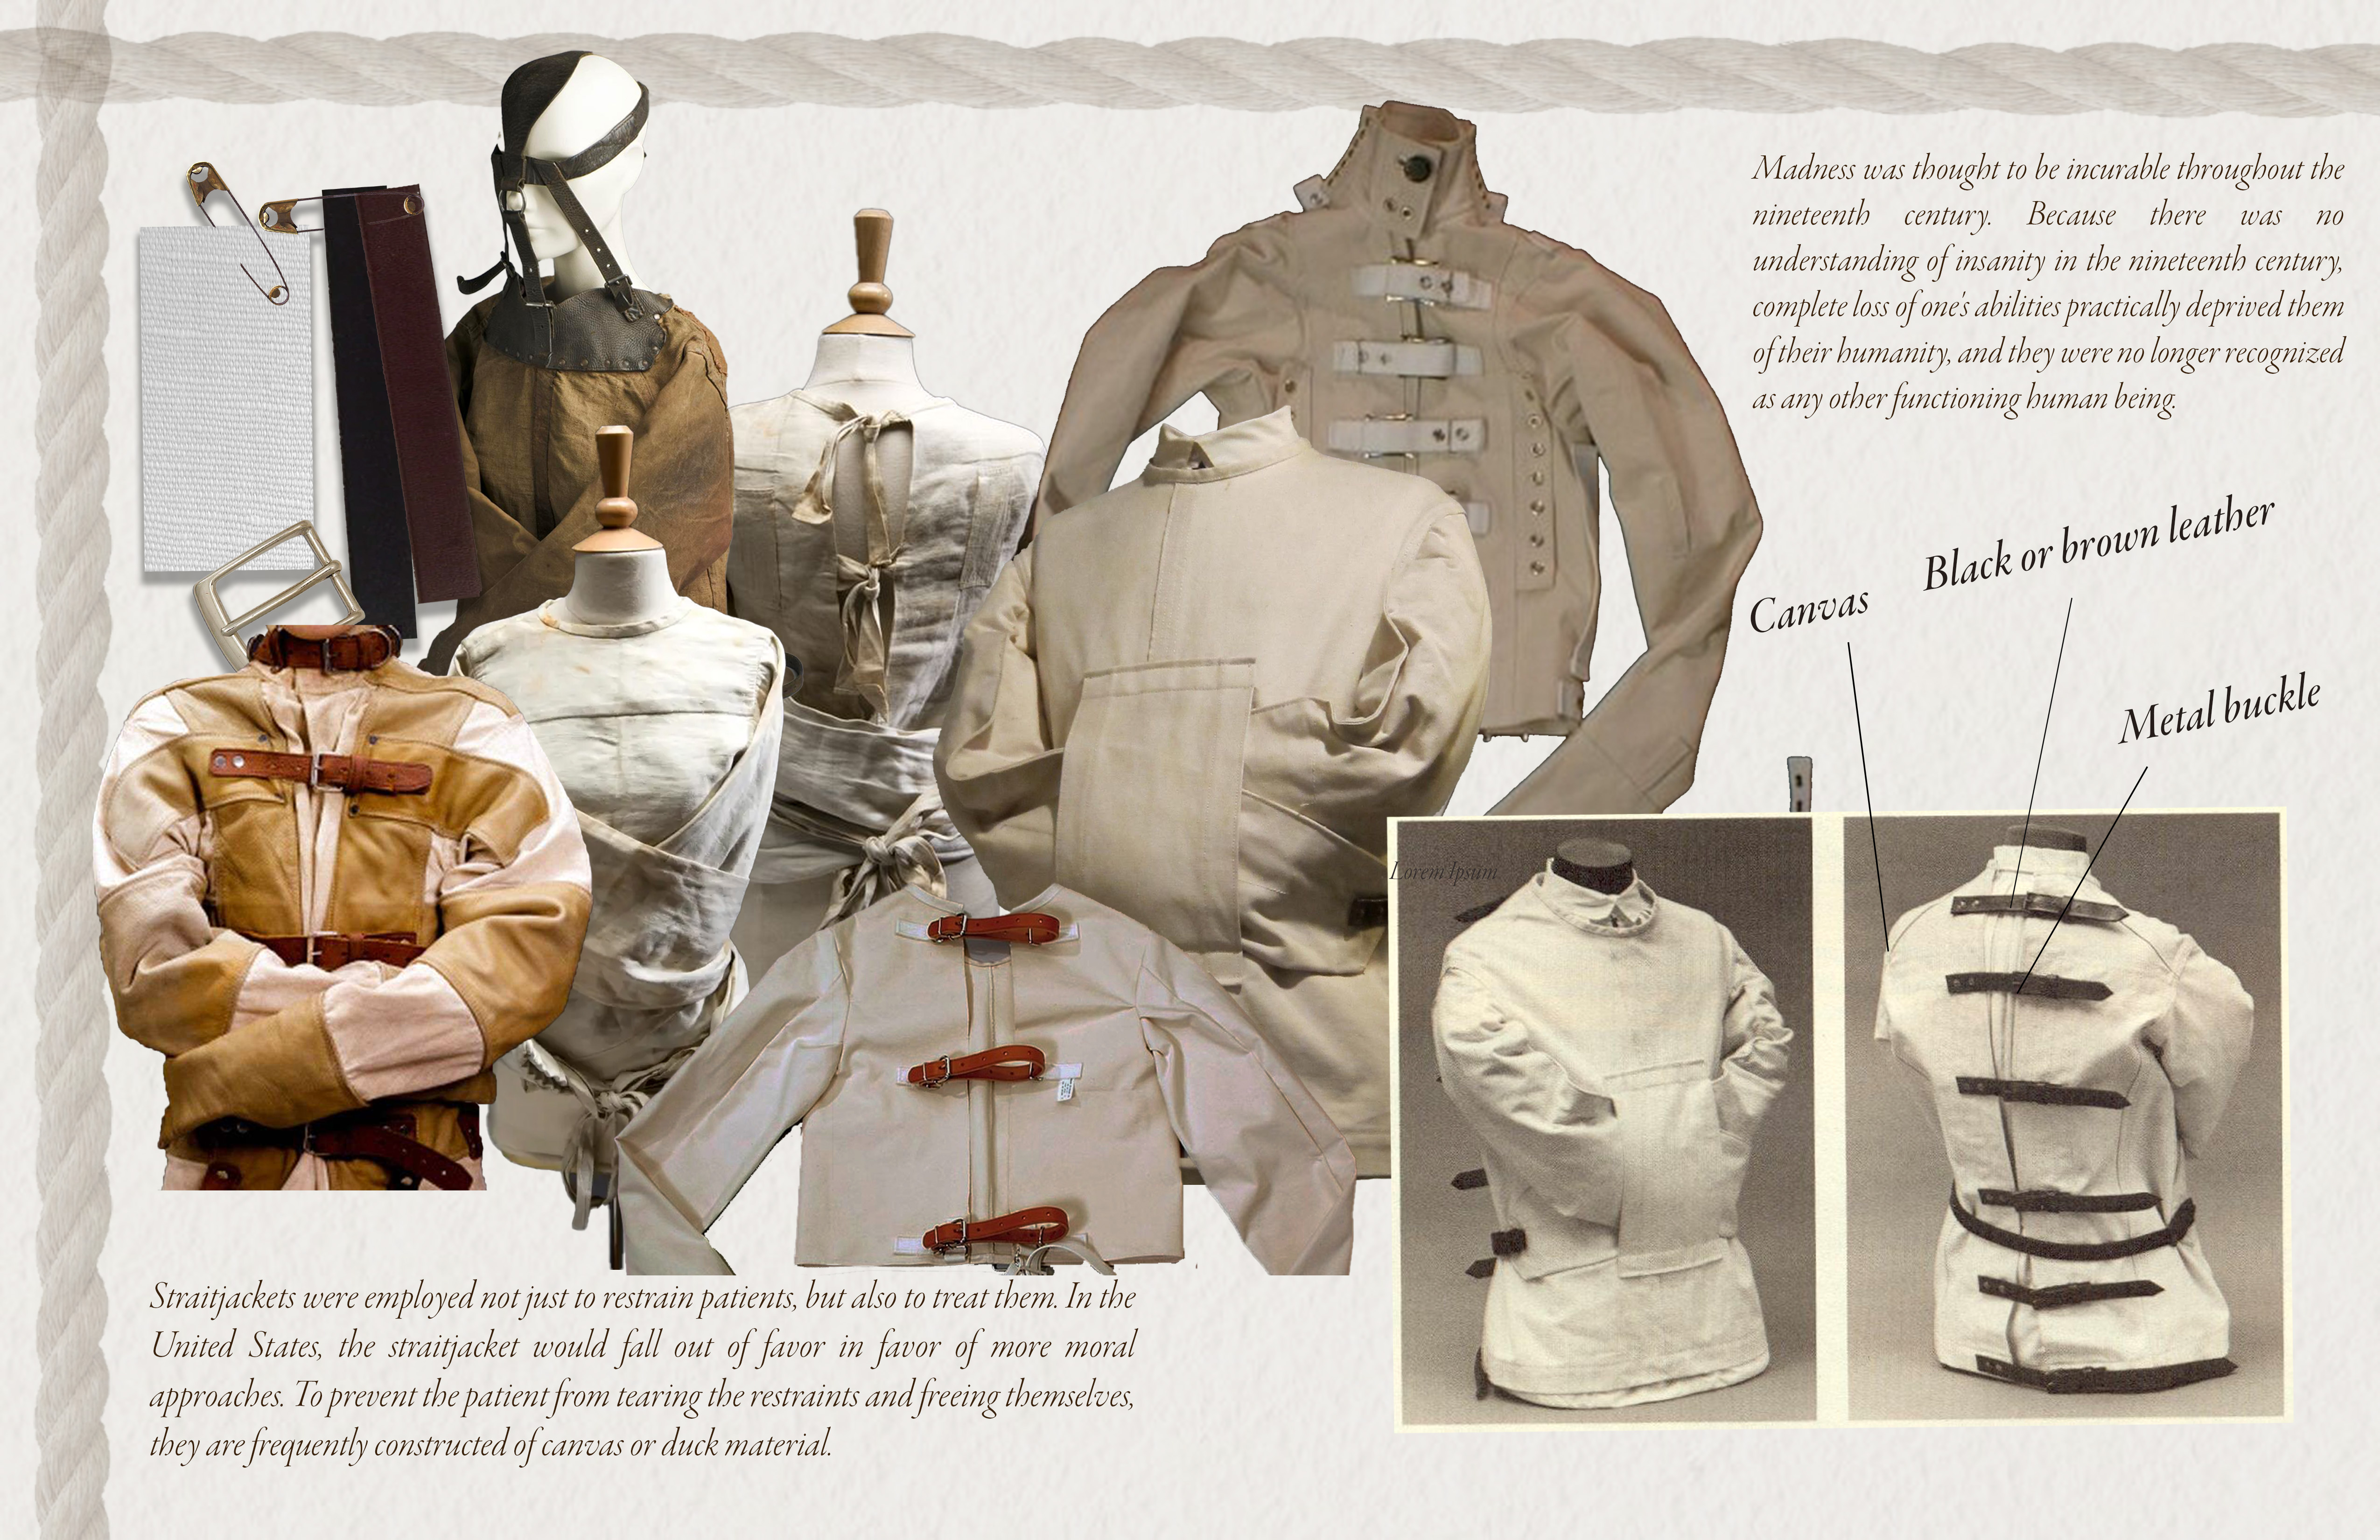 Madness was thought to be incurable throughout the
nineteenth century. Because there was no
understanding of insanity in the nineteenth century,
complete loss of one's abilities practically deprived them
of their humanity, and they were no longer recognized
as any other functioning human being.
Black or brown leather
Canvas
Metal buckle
Lorem Ipsum
Straitjackets were employed not just to restrain patients, but also to treat them. In the
United States, the straitjacket would fall out of favor in favor of more moral
approaches. To prevent the patient from tearing the restraints and freeing themselves,
they are frequently constructed of canvas or duck material.